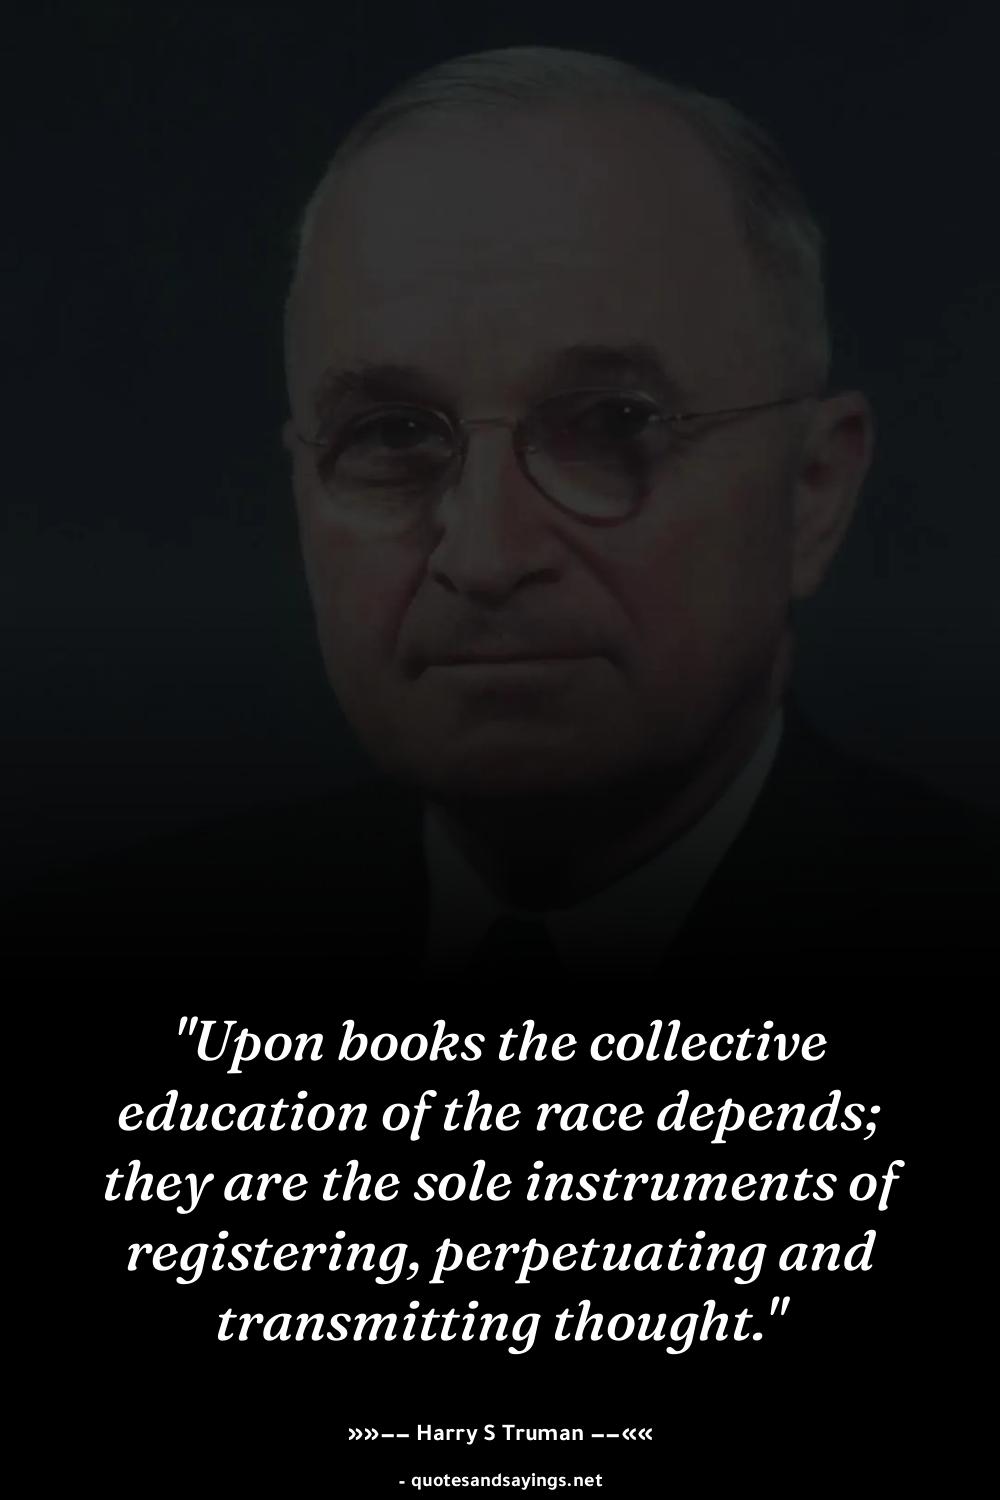 "Upon books the collective
education of the race depends;
they are the sole instruments of
registering, perpetuating and
transmitting thought."
»»−− Harry S Truman −−««
- quotesandsayings.net